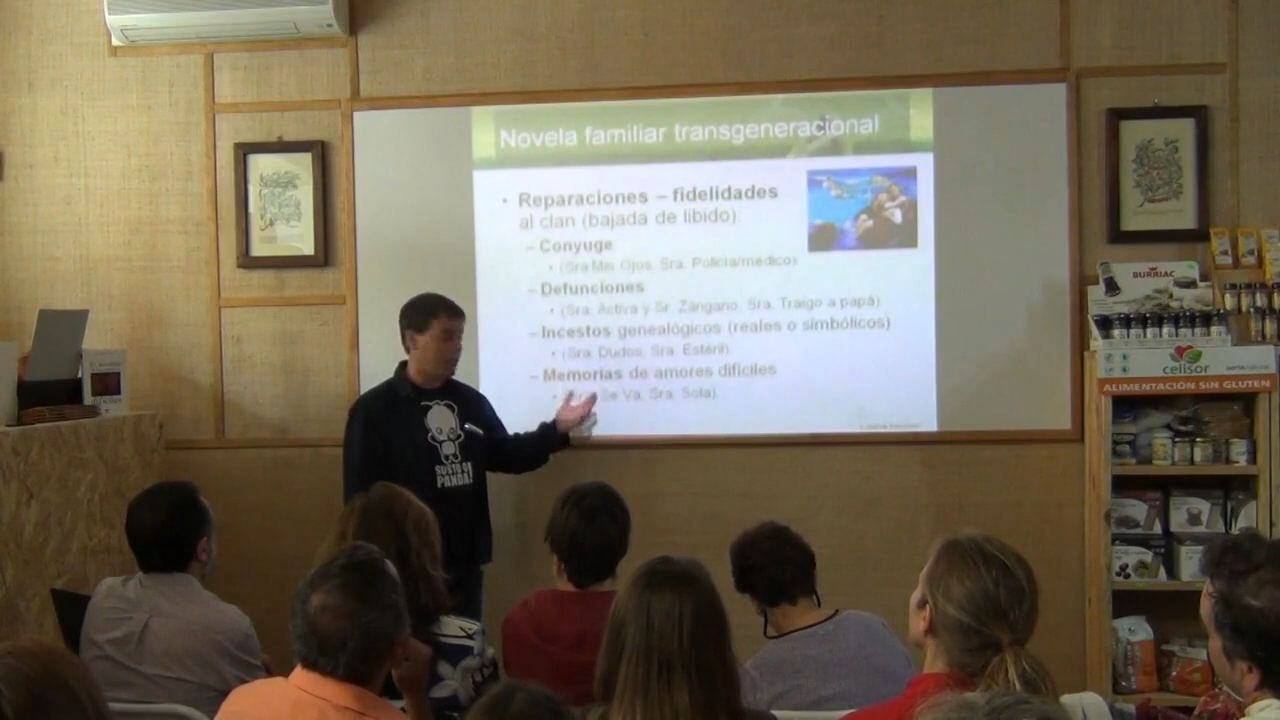 Novela familiar transgeneracional
• Reparaciones – fidelidades
al clan (bajada de libido):
– Conyuge
• (Sra Mis Ojos, Sra. Policia/medico)
– Defunciones
• (Sra. Activa y Sr. Zángano. Sra. Traigo a papá)
– Incestos genealógicos (reales o simbólicos)
• (Sra. Dudos, Sra. Estéril)
– Memorias de amores difíciles
Se Va, Sra. Sola).
SUSTO O
PANDA!
BURRIAC
celisor
ALIMENTACIÓN SIN GLUTEN